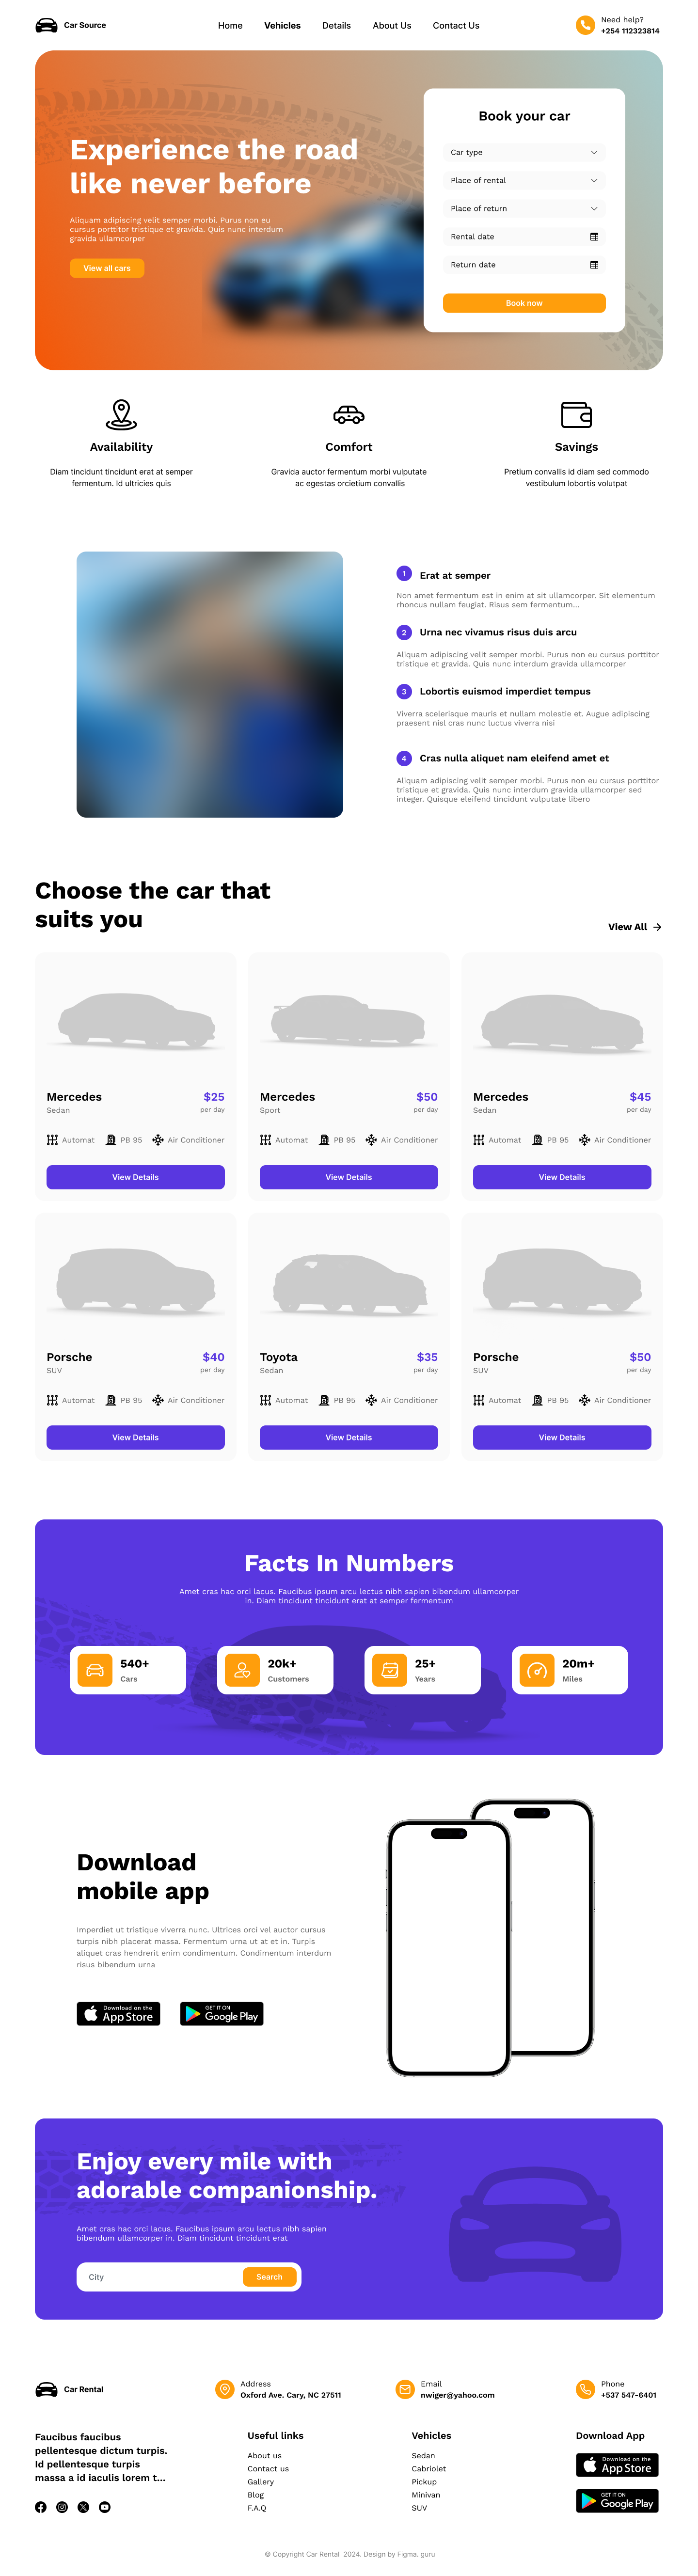 Car Source
Home Vehicles Details About Us Contact Us
Need help?
+254 112323814
Experience the road
like never before
Aliquam adipiscing velit semper morbi. Purus non eu
cursus porttitor tristique et gravida. Quis nunc interdum
gravida ullamcorper
View all cars
Book your car
Car type
Place of rental
Place of return
Rental date
Return date
Book now
Availability
Diam tincidunt tincidunt erat at semper
fermentum. Id ultricies quis
Comfort
Gravida auctor fermentum morbi vulputate
ac egestas orcietium convallis
Savings
Pretium convallis id diam sed commodo
vestibulum lobortis volutpat
1 Erat at semper
Non amet fermentum est in enim at sit ullamcorper. Sit elementum
rhoncus nullam feugiat. Risus sem fermentum...
2 Urna nec vivamus risus duis arcu
Aliquam adipiscing velit semper morbi. Purus non eu cursus porttitor
tristique et gravida. Quis nunc interdum gravida ullamcorper
3 Lobortis euismod imperdiet tempus
Viverra scelerisque mauris et nullam molestie et. Augue adipiscing
praesent nisl cras nunc luctus viverra nisi
4 Cras nulla aliquet nam eleifend amet et
Aliquam adipiscing velit semper morbi. Purus non eu cursus porttitor
tristique et gravida. Quis nunc interdum gravida ullamcorper sed
integer. Quisque eleifend tincidunt vulputate libero
Choose the car that
suits you
View All
Mercedes $25
Sedan per day
Automat PB 95 Air Conditioner
View Details
Mercedes $50
Sport per day
Automat PB 95 Air Conditioner
View Details
Mercedes $45
Sedan per day
Automat PB 95 Air Conditioner
View Details
Porsche $40
SUV per day
Automat PB 95 Air Conditioner
View Details
Toyota $35
Sedan per day
Automat PB 95 Air Conditioner
View Details
Porsche $50
SUV per day
Automat PB 95 Air Conditioner
View Details
Facts In Numbers
Amet cras hac orci lacus. Faucibus ipsum arcu lectus nibh sapien bibendum ullamcorper
in. Diam tincidunt tincidunt erat at semper fermentum
540+
Cars
20k+
Customers
25+
Years
20m+
Miles
Download
mobile app
Imperdiet ut tristique viverra nunc. Ultrices orci vel auctor cursus
turpis nibh placerat massa. Fermentum urna ut at et in. Turpis
aliquet cras hendrerit enim condimentum. Condimentum interdum
risus bibendum urna
Download on the
App Store
GET IT ON
Google Play
Enjoy every mile with
adorable companionship.
Amet cras hac orci lacus. Faucibus ipsum arcu lectus nibh sapien
bibendum ullamcorper in. Diam tincidunt tincidunt erat
City
Search
Car Rental
Address
Oxford Ave. Cary, NC 27511
Email
nwiger@yahoo.com
Phone
+537 547-6401
Faucibus faucibus
pellentesque dictum turpis.
Id pellentesque turpis
massa a id iaculis lorem t...
Useful links
About us
Contact us
Gallery
Blog
F.A.Q
Vehicles
Sedan
Cabriolet
Pickup
Minivan
SUV
Download App
Download on the
App Store
GET IT ON
Google Play
© Copyright Car Rental 2024. Design by Figma. guru